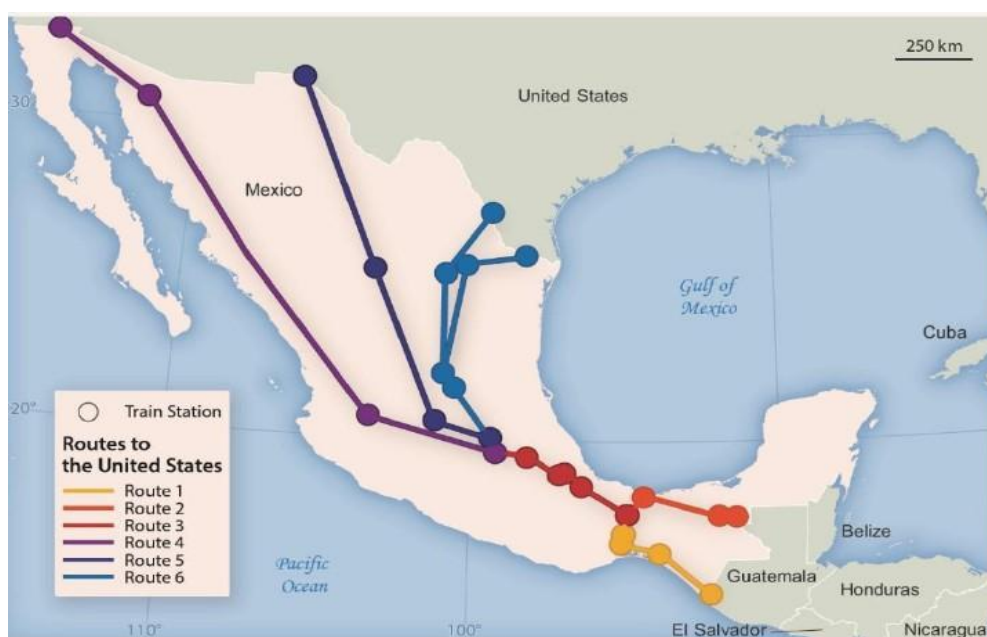 250 km
United States
30°
Mexico
Gulf of
Mexico
Cuba
20°
Train Station
Routes to
the United States
Route 1
Route 2
Route 3
Route 4
Route 5
Route 6
Belize
Pacific
Ocean
Guatemala
Honduras
110°
100°
El Salvador
Nicaragua